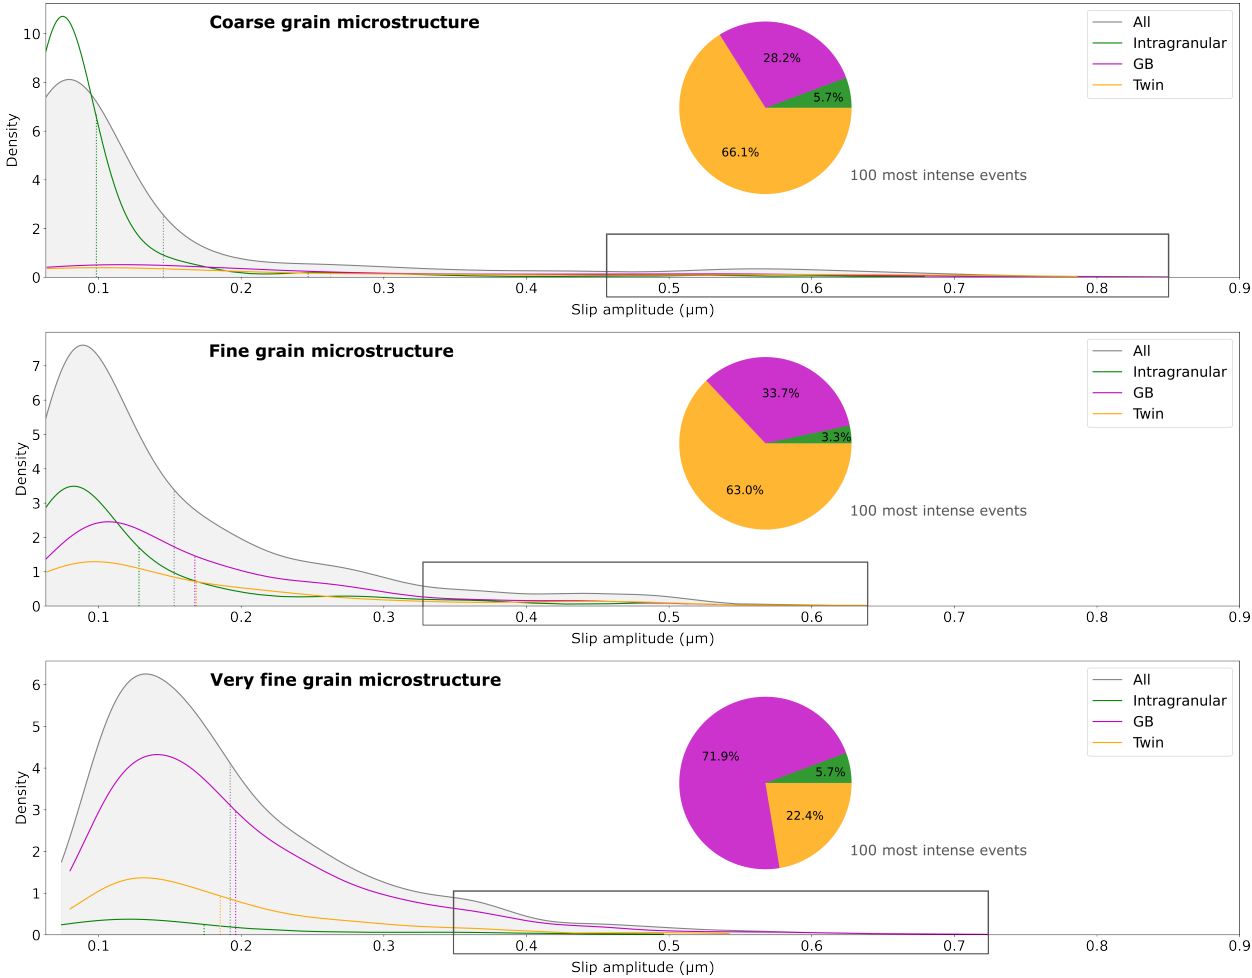 Coarse grain microstructure
All
Intragranular
GB
Twin
28.2%
5.7%
66.1%
100 most intense events
Density
10
8
6
4
2
0
0.1 0.2 0.3 0.4 0.5 0.6 0.7 0.8 0.9
Slip amplitude (μm)
Fine grain microstructure
All
Intragranular
GB
Twin
33.7%
3.3%
63.0%
100 most intense events
Density
7
6
5
4
3
2
1
0
0.1 0.2 0.3 0.4 0.5 0.6 0.7 0.8 0.9
Slip amplitude (μm)
Very fine grain microstructure
All
Intragranular
GB
Twin
71.9%
5.7%
22.4%
100 most intense events
Density
6
5
4
3
2
1
0
0.1 0.2 0.3 0.4 0.5 0.6 0.7 0.8 0.9
Slip amplitude (μm)